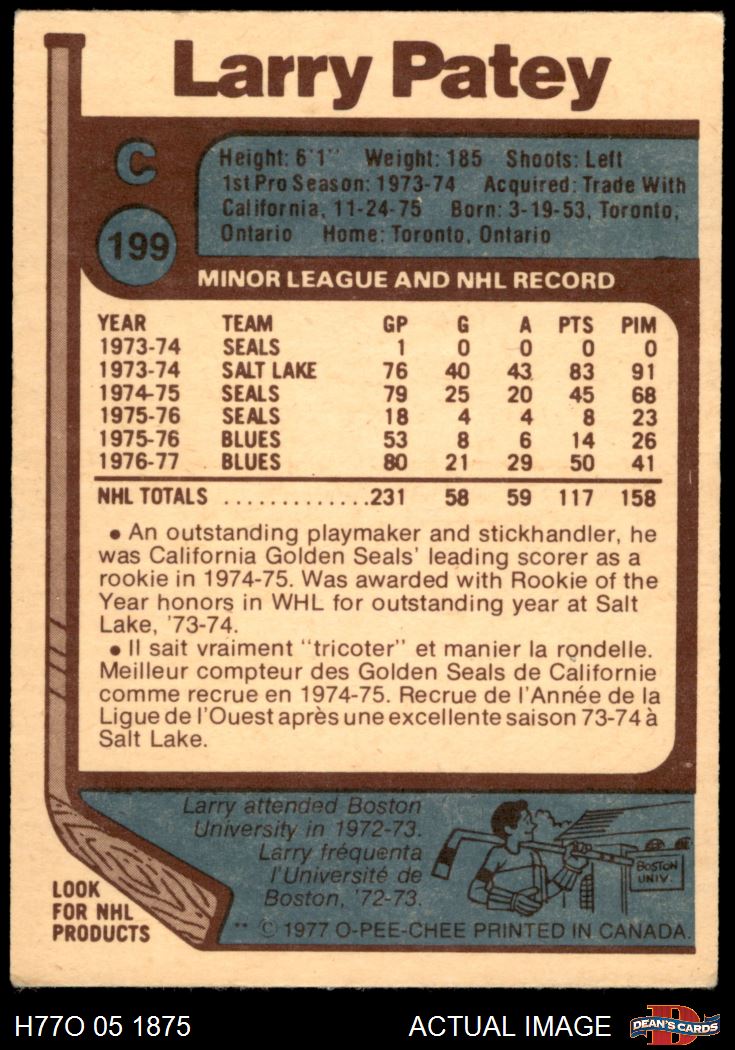 Larry Patey
C
Height: 6'1" Weight: 185 Shoots: Left
1st Pro Season: 1973-74 Acquired: Trade With
California, 11-24-75 Born: 3-19-53, Toronto,
Ontario Home: Toronto, Ontario
199
MINOR LEAGUE AND NHL RECORD
YEAR TEAM GP G A PTS PIM
1973-74 SEALS 1 0 0 0 0
1973-74 SALT LAKE 76 40 43 83 91
1974-75 SEALS 79 25 20 45 68
1975-76 SEALS 18 4 4 8 23
1975-76 BLUES 53 8 6 14 26
1976-77 BLUES 80 21 29 50 41
NHL TOTALS .............231 58 59 117 158
• An outstanding playmaker and stickhandler, he
was California Golden Seals' leading scorer as a
rookie in 1974-75. Was awarded with Rookie of the
Year honors in WHL for outstanding year at Salt
Lake, '73-74.
• Il sait vraiment "tricoter" et manier la rondelle.
Meilleur compteur des Golden Seals de Californie
comme recrue en 1974-75. Recrue de l'Année de la
Ligue de l'Ouest après une excellente saison 73-74 à
Salt Lake.
Larry attended Boston
University in 1972-73.
Larry fréquenta
l'Université de
Boston, '72-73.
BOSTON
UNIV.
LOOK
FOR NHL
PRODUCTS
** © 1977 O-PEE-CHEE PRINTED IN CANADA.
H77O 05 1875
ACTUAL IMAGE
D
DEAN'S CARDS